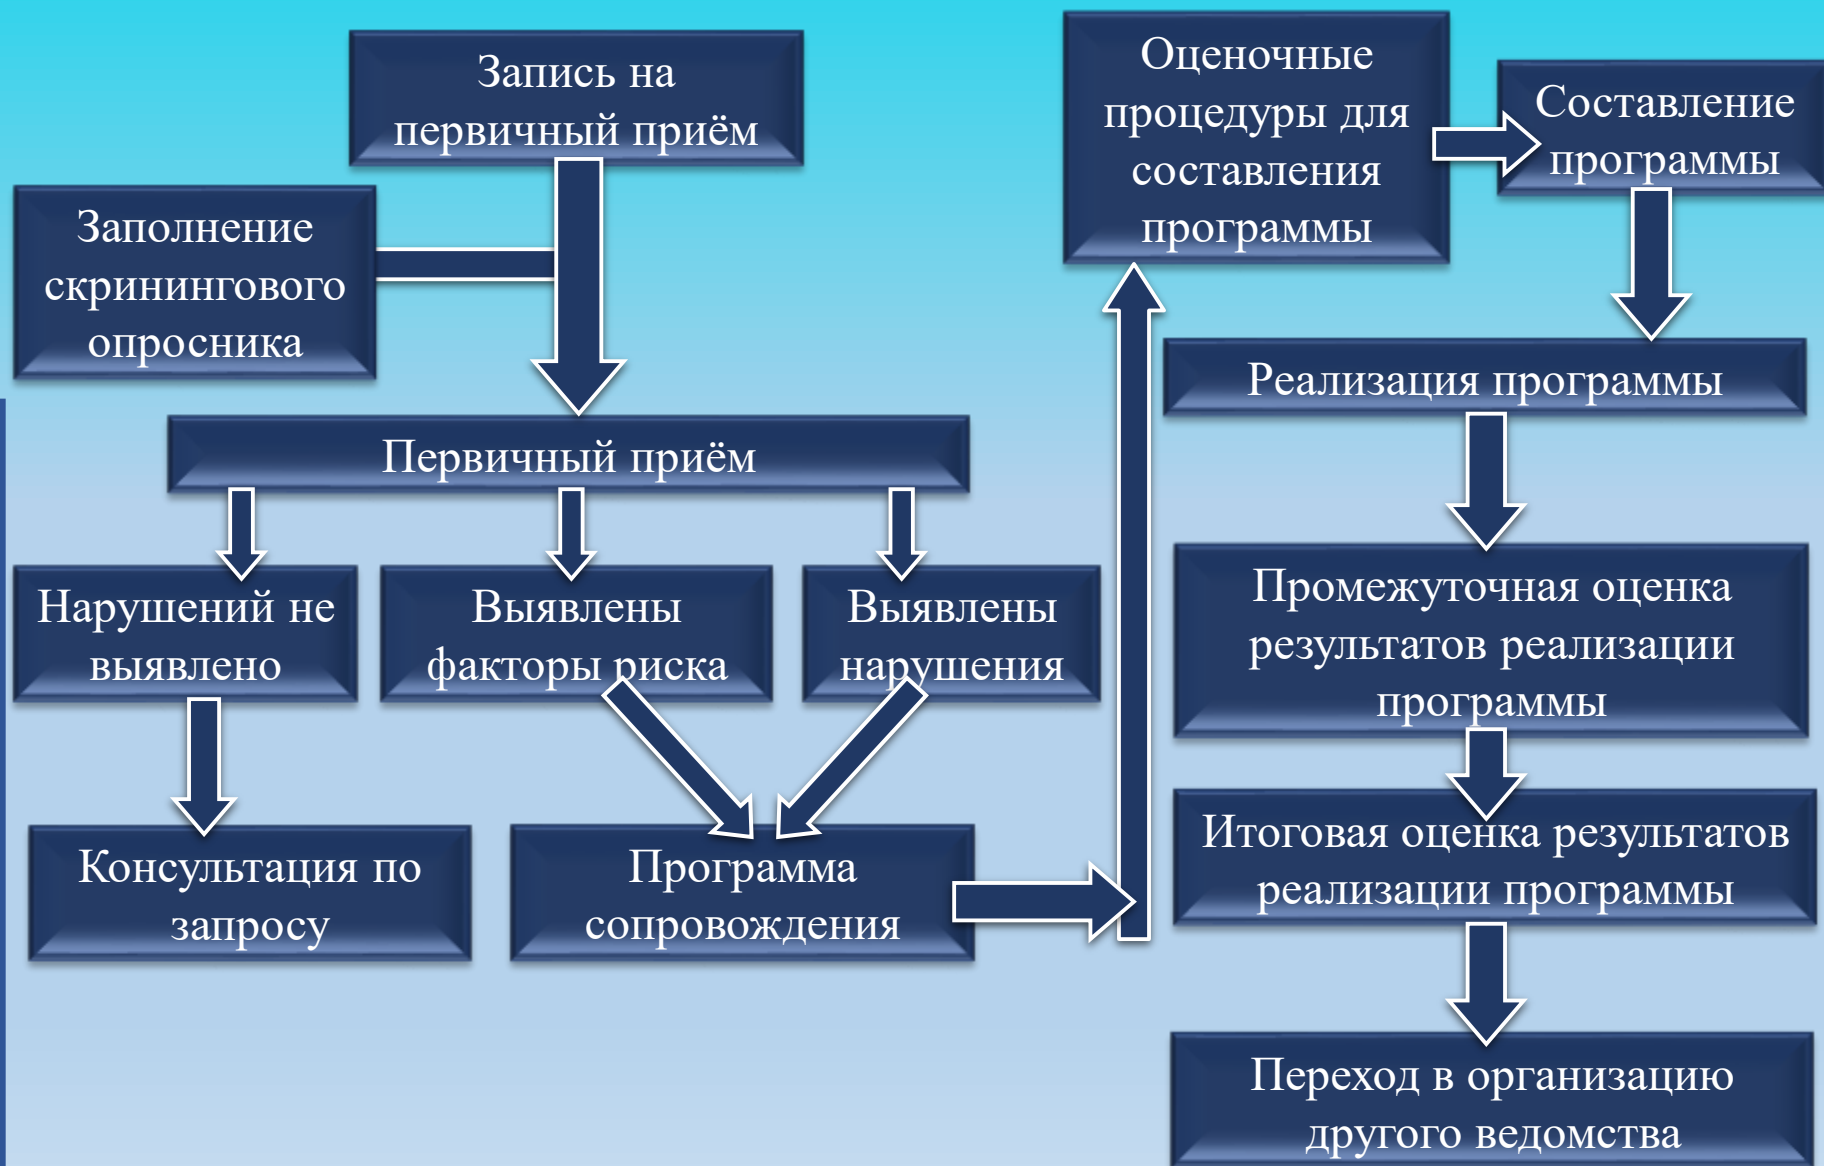 Запись на
первичный приём
Заполнение
скринингового
опросника
Первичный приём
Нарушений не
выявлено
Выявлены
факторы риска
Выявлены
нарушения
Консультация по
запросу
Программа
сопровождения
Оценочные
процедуры для
составления
программы
Составление
программы
Реализация программы
Промежуточная оценка
результатов реализации
программы
Итоговая оценка результатов
реализации программы
Переход в организацию
другого ведомства